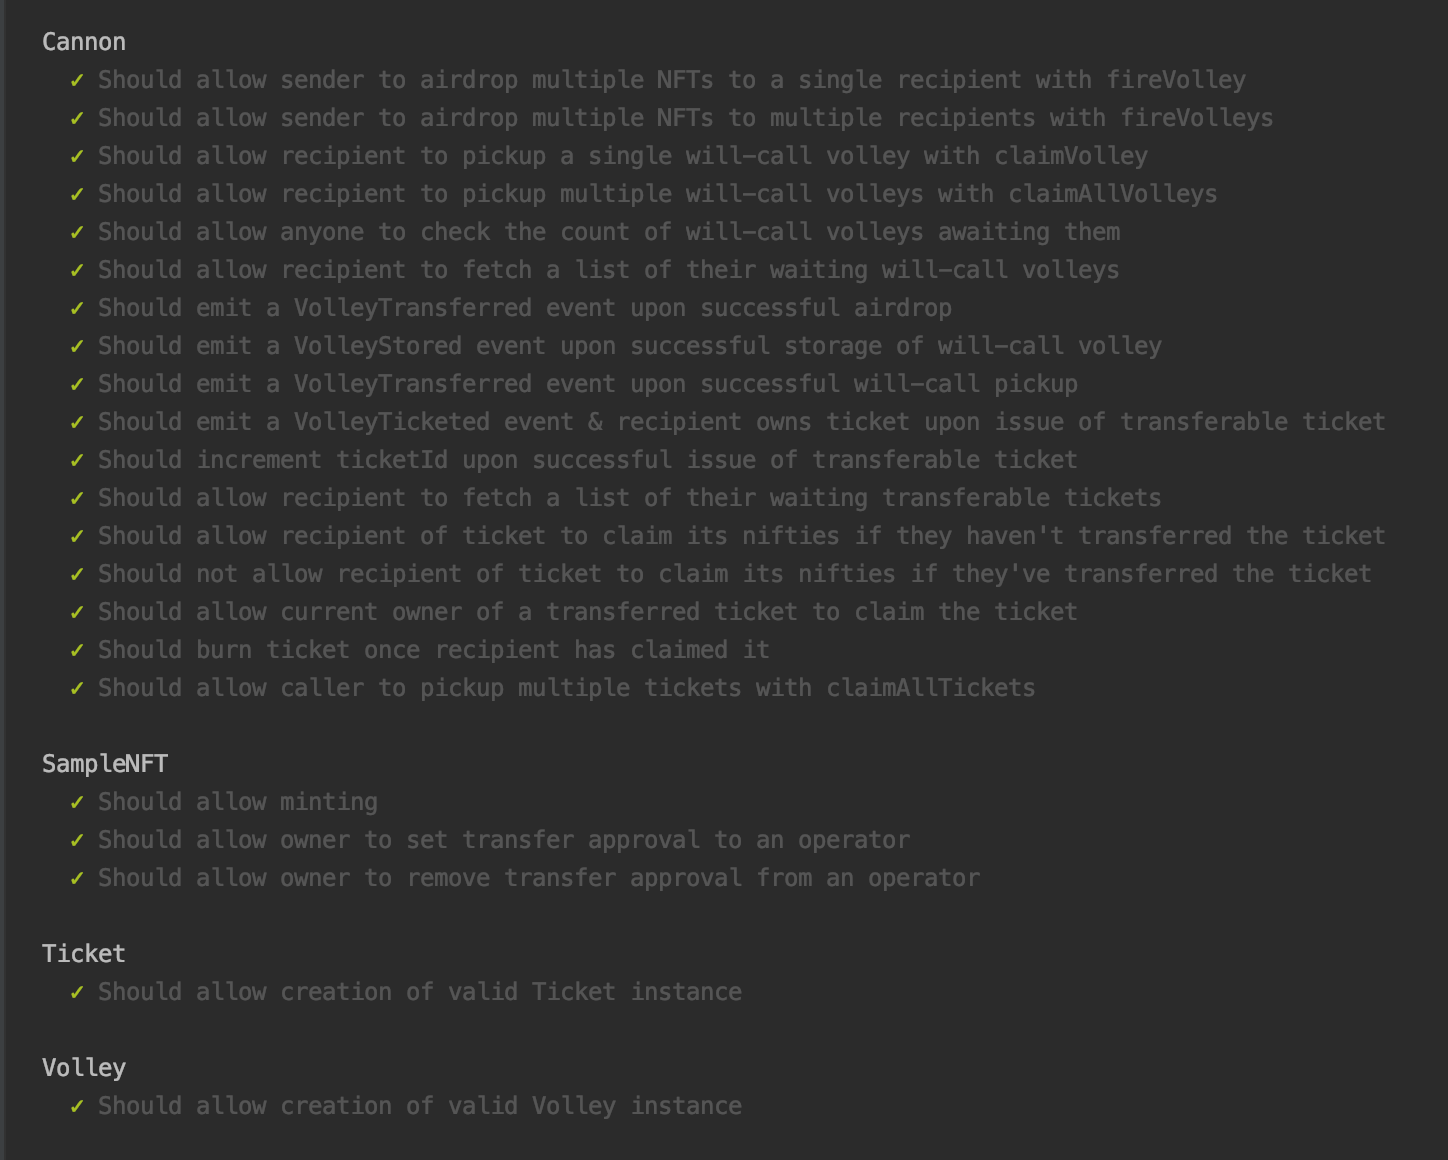 Cannon
✓ Should allow sender to airdrop multiple NFTs to a single recipient with fireVolley
✓ Should allow sender to airdrop multiple NFTs to multiple recipients with fireVolleys
✓ Should allow recipient to pickup a single will-call volley with claimVolley
✓ Should allow recipient to pickup multiple will-call volleys with claimAllVolleys
✓ Should allow anyone to check the count of will-call volleys awaiting them
✓ Should allow recipient to fetch a list of their waiting will-call volleys
✓ Should emit a VolleyTransferred event upon successful airdrop
✓ Should emit a VolleyStored event upon successful storage of will-call volley
✓ Should emit a VolleyTransferred event upon successful will-call pickup
✓ Should emit a VolleyTicketed event & recipient owns ticket upon issue of transferable ticket
✓ Should increment ticketId upon successful issue of transferable ticket
✓ Should allow recipient to fetch a list of their waiting transferable tickets
✓ Should allow recipient of ticket to claim its nifties if they haven't transferred the ticket
✓ Should not allow recipient of ticket to claim its nifties if they've transferred the ticket
✓ Should allow current owner of a transferred ticket to claim the ticket
✓ Should burn ticket once recipient has claimed it
✓ Should allow caller to pickup multiple tickets with claimAllTickets
SampleNFT
✓ Should allow minting
✓ Should allow owner to set transfer approval to an operator
✓ Should allow owner to remove transfer approval from an operator
Ticket
✓ Should allow creation of valid Ticket instance
Volley
✓ Should allow creation of valid Volley instance